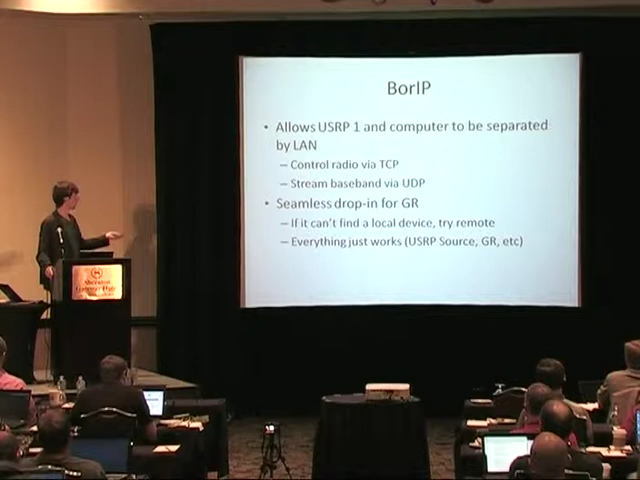 BorIP
• Allows USRP 1 and computer to be separated
by LAN
– Control radio via TCP
– Stream baseband via UDP
• Seamless drop-in for GR
– If it can't find a local device, try remote
– Everything just works (USRP Source, GR, etc)
Sheraton